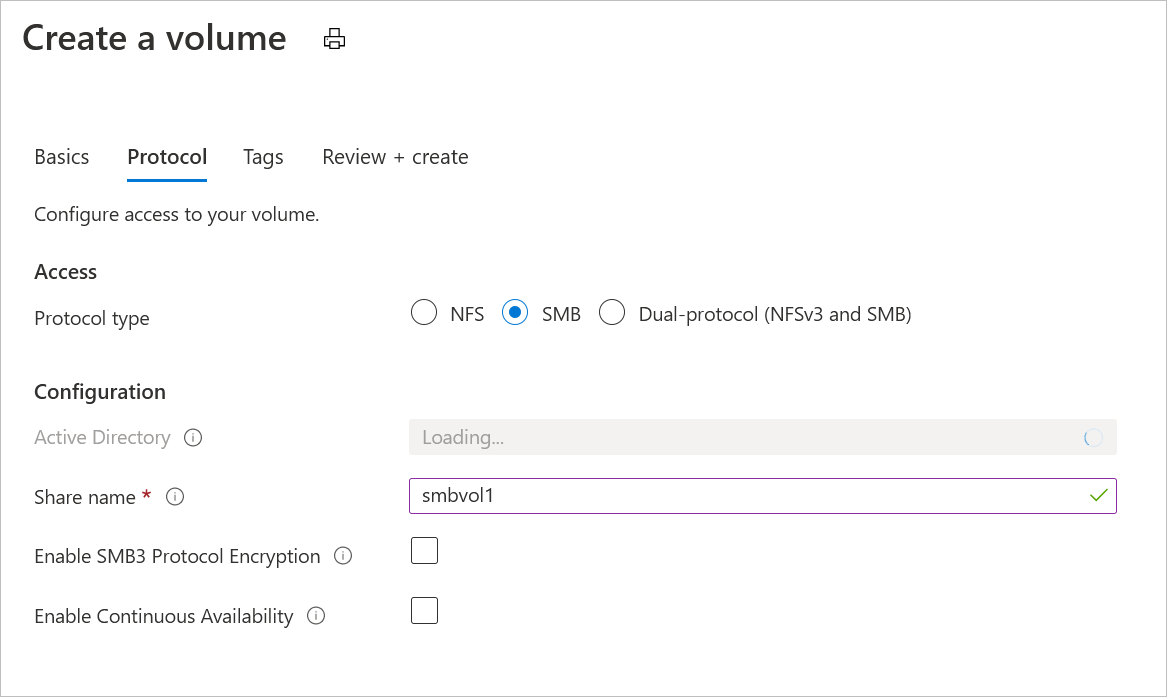 Create a volume
Basics Protocol Tags Review + create
Configure access to your volume.
Access
Protocol type NFS SMB Dual-protocol (NFSv3 and SMB)
Configuration
Active Directory Loading...
Share name * smbvol1
Enable SMB3 Protocol Encryption
Enable Continuous Availability